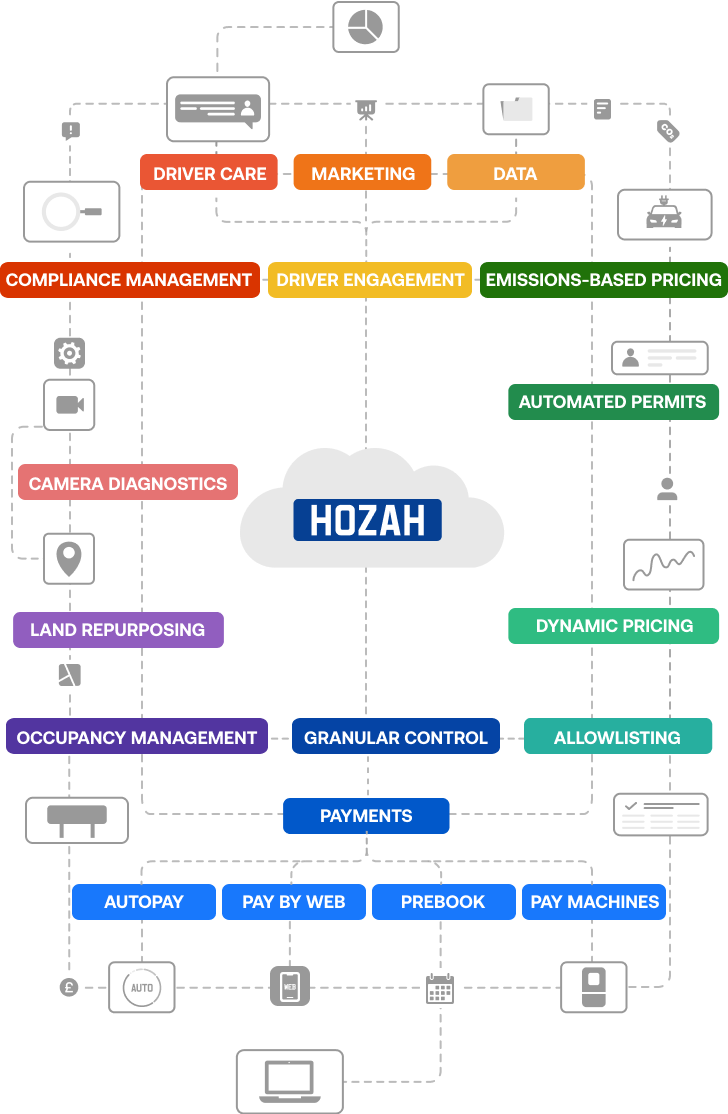 CO₂
DRIVER CARE
MARKETING
DATA
COMPLIANCE MANAGEMENT
DRIVER ENGAGEMENT
EMISSIONS-BASED PRICING
AUTOMATED PERMITS
CAMERA DIAGNOSTICS
HOZAH
LAND REPURPOSING
DYNAMIC PRICING
OCCUPANCY MANAGEMENT
GRANULAR CONTROL
ALLOWLISTING
PAYMENTS
AUTOPAY
PAY BY WEB
PREBOOK
PAY MACHINES
£
AUTO
WEB